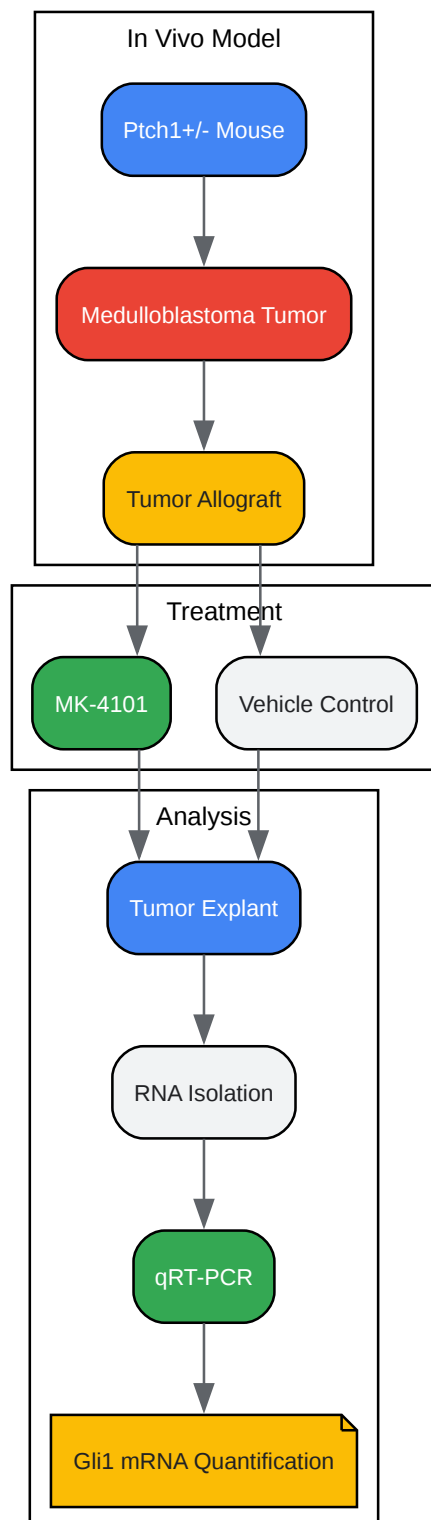 In Vivo Model
Ptch1+/- Mouse
Medulloblastoma Tumor
Tumor Allograft
Treatment
MK-4101
Vehicle Control
Analysis
Tumor Explant
RNA Isolation
qRT-PCR
Gli1 mRNA Quantification